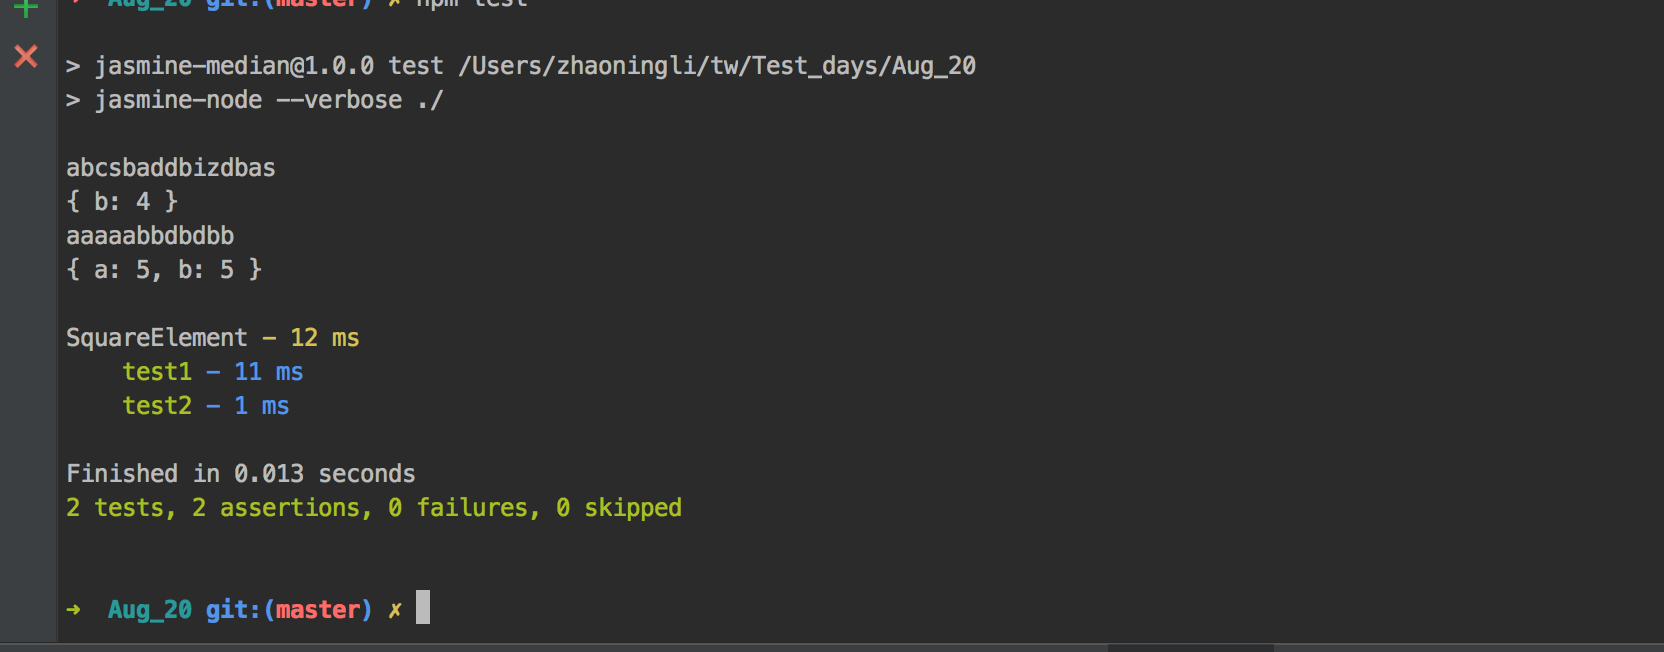 ➜  Aug_20 git:(master) ✗ npm test
> jasmine-median@1.0.0 test /Users/zhaoningli/tw/Test_days/Aug_20
> jasmine-node --verbose ./
abcsbaddbizdbas
{ b: 4 }
aaaaabbdbdbb
{ a: 5, b: 5 }
SquareElement - 12 ms
    test1 - 11 ms
    test2 - 1 ms
Finished in 0.013 seconds
2 tests, 2 assertions, 0 failures, 0 skipped
➜  Aug_20 git:(master) ✗